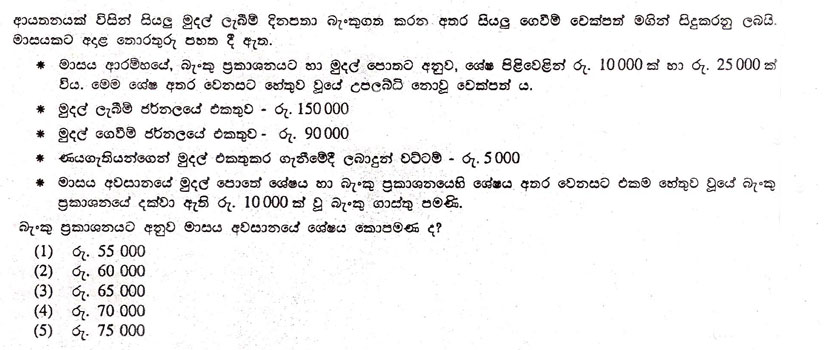 ආයතනයක් විසින් සියලු මුදල් ලැබීම් දිනපතා බැංකුගත කරන අතර සියලු ගෙවීම් චෙක්පත් මගින් සිදුකරනු ලබයි.
මාසයකට අදාළ තොරතුරු පහත දී ඇත.
* මාසය ආරම්භයේ, බැංකු ප්‍රකාශනයට හා මුදල් පොතට අනුව, ශේෂ පිළිවෙළින් රු. 10 000 ක් හා රු. 25 000 ක්
විය. මෙම ශේෂ අතර වෙනසට හේතුව වූයේ උපලබ්ධි නොවූ චෙක්පත් ය.
* මුදල් ලැබීම් ජර්නලයේ එකතුව - රු. 150 000
* මුදල් ගෙවීම් ජර්නලයේ එකතුව - රු. 90 000
* ණයගැතියන්ගෙන් මුදල් එකතුකර ගැනීමේදී ලබාදුන් වට්ටම් - රු. 5 000
* මාසය අවසානයේ මුදල් පොතේ ශේෂය හා බැංකු ප්‍රකාශනයෙහි ශේෂය අතර වෙනසට එකම හේතුව වූයේ බැංකු
ප්‍රකාශනයේ දක්වා ඇති රු. 10 000 ක් වූ බැංකු ගාස්තු පමණි.
බැංකු ප්‍රකාශනයට අනුව මාසය අවසානයේ ශේෂය කොපමණ ද?
(1) රු. 55 000
(2) රු. 60 000
(3) රු. 65 000
(4) රු. 70 000
(5) රු. 75 000